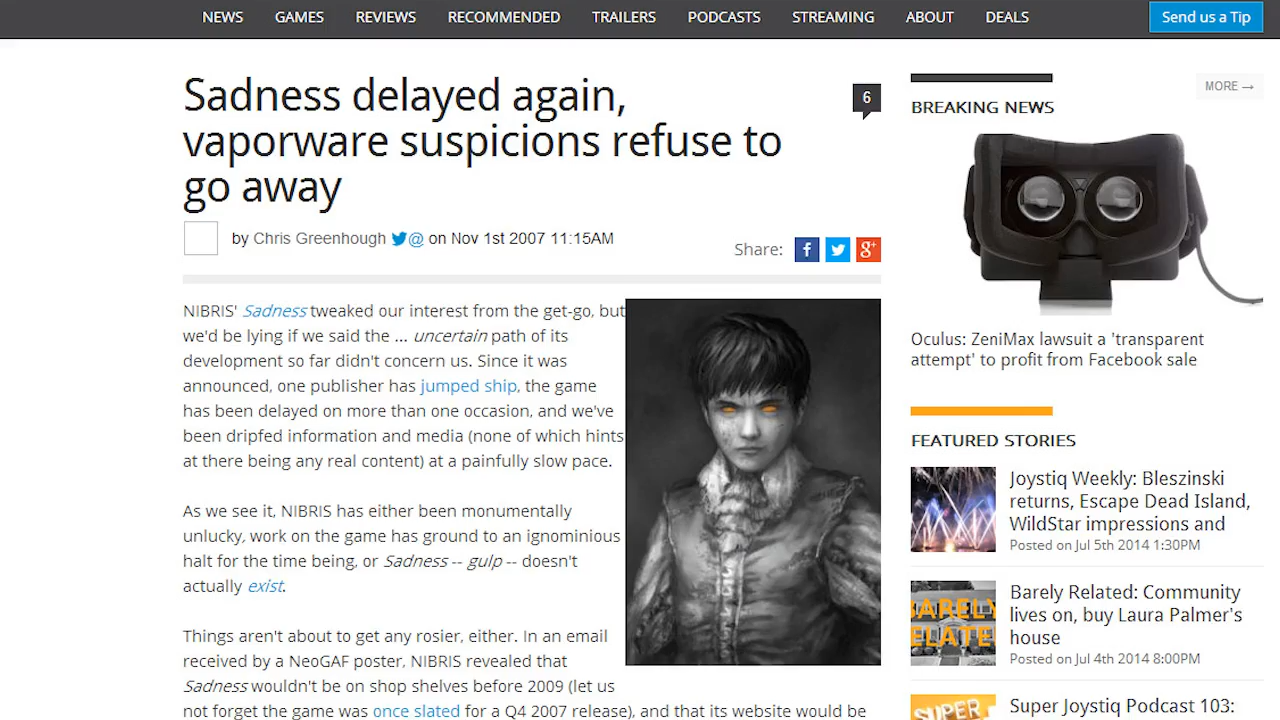 NEWS GAMES REVIEWS RECOMMENDED TRAILERS PODCASTS STREAMING ABOUT DEALS Send us a Tip
Sadness delayed again,
vaporware suspicions refuse to
go away
6
by Chris Greenhough @ on Nov 1st 2007 11:15AM
Share: f g+
NIBRIS' Sadness tweaked our interest from the get-go, but
we'd be lying if we said the ... uncertain path of its
development so far didn't concern us. Since it was
announced, one publisher has jumped ship, the game
has been delayed on more than one occasion, and we've
been dripfed information and media (none of which hints
at there being any real content) at a painfully slow pace.
As we see it, NIBRIS has either been monumentally
unlucky, work on the game has ground to an ignominious
halt for the time being, or Sadness -- gulp -- doesn't
actually exist.
Things aren't about to get any rosier, either. In an email
received by a NeoGAF poster, NIBRIS revealed that
Sadness wouldn't be on shop shelves before 2009 (let us
not forget the game was once slated for a Q4 2007 release), and that its website would be
BREAKING NEWS
MORE →
Oculus: ZeniMax lawsuit a 'transparent
attempt' to profit from Facebook sale
FEATURED STORIES
Joystiq Weekly: Bleszinski
returns, Escape Dead Island,
WildStar impressions and
Posted on Jul 5th 2014 1:30PM
BARELY
ELATE
Barely Related: Community
lives on, buy Laura Palmer's
house
Posted on Jul 4th 2014 8:00PM
SUPER
Super Joystiq Podcast 103: